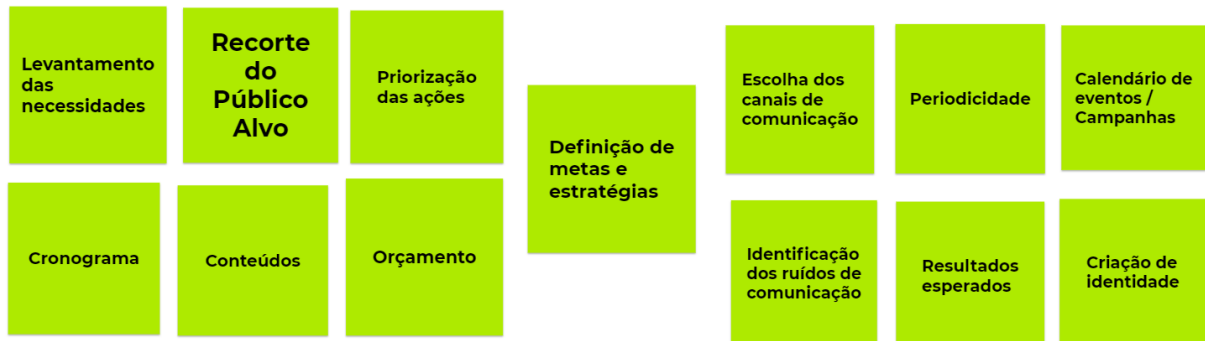 Levantamento
das
necessidades
Recorte
do
Público
Alvo
Priorização
das ações
Definição de
metas e
estratégias
Escolha dos
canais de
comunicação
Periodicidade
Calendário de
eventos /
Campanhas
Cronograma
Conteúdos
Orçamento
Identificação
dos ruídos de
comunicação
Resultados
esperados
Criação de
identidade